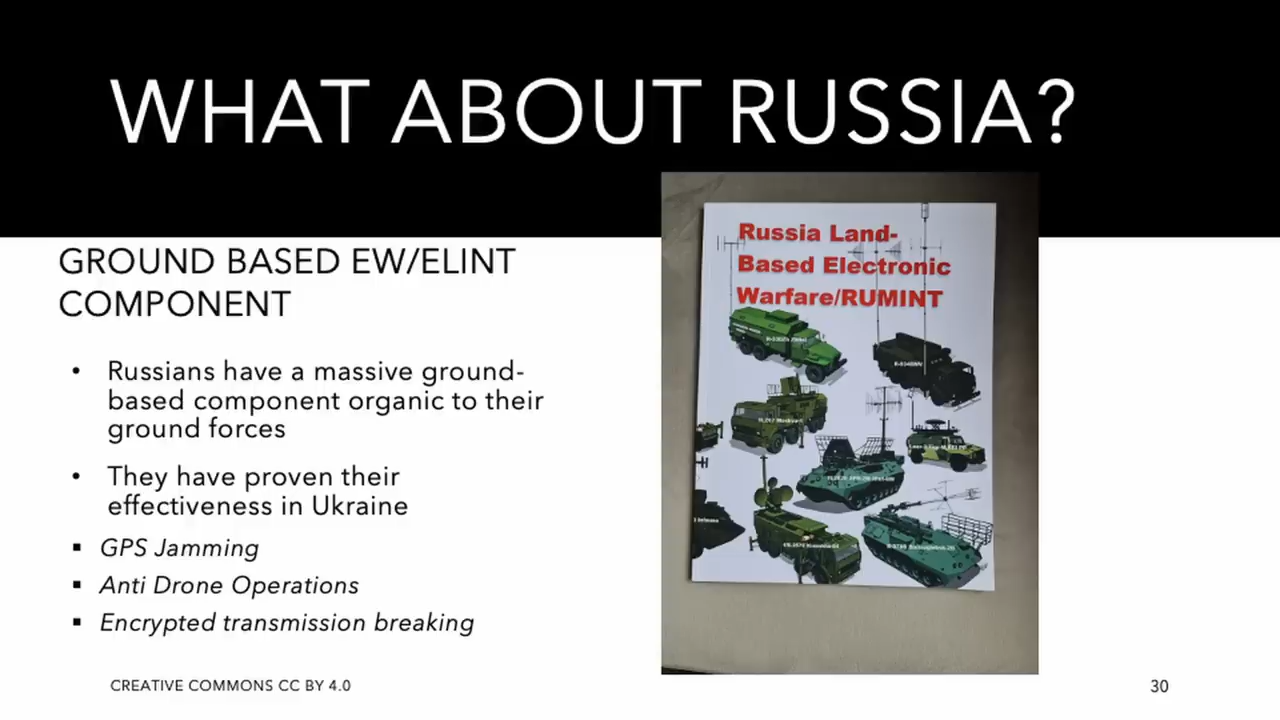 WHAT ABOUT RUSSIA?
GROUND BASED EW/ELINT
COMPONENT
• Russians have a massive ground-
based component organic to their
ground forces
• They have proven their
effectiveness in Ukraine
▪ GPS Jamming
▪ Anti Drone Operations
▪ Encrypted transmission breaking
Russia Land-
Based Electronic
Warfare/RUMINT
CREATIVE COMMONS CC BY 4.0
30